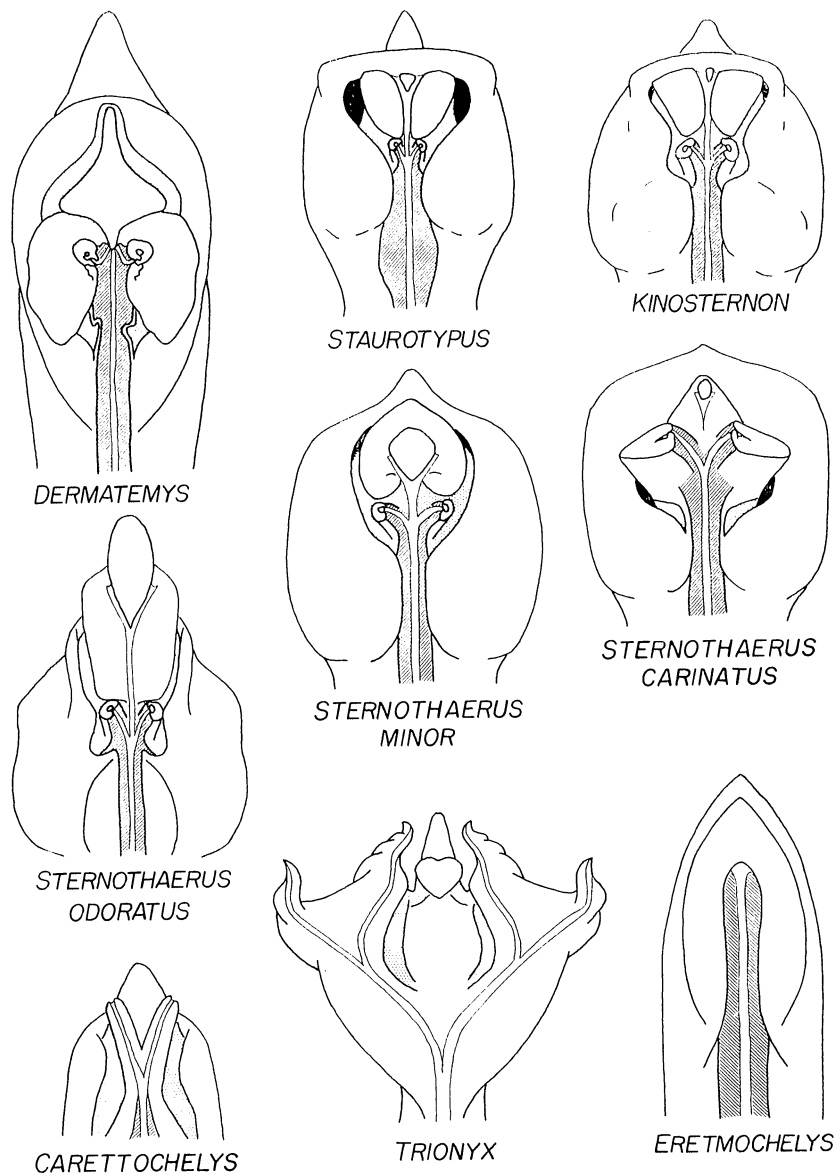 STAUROTYPUS
KINOSTERNON
DERMATEMYS
STERNOTHAERUS
MINOR
STERNOTHAERUS
CARINATUS
STERNOTHAERUS
ODORATUS
CARETTOCHELYS
TRIONYX
ERETMOCHELYS